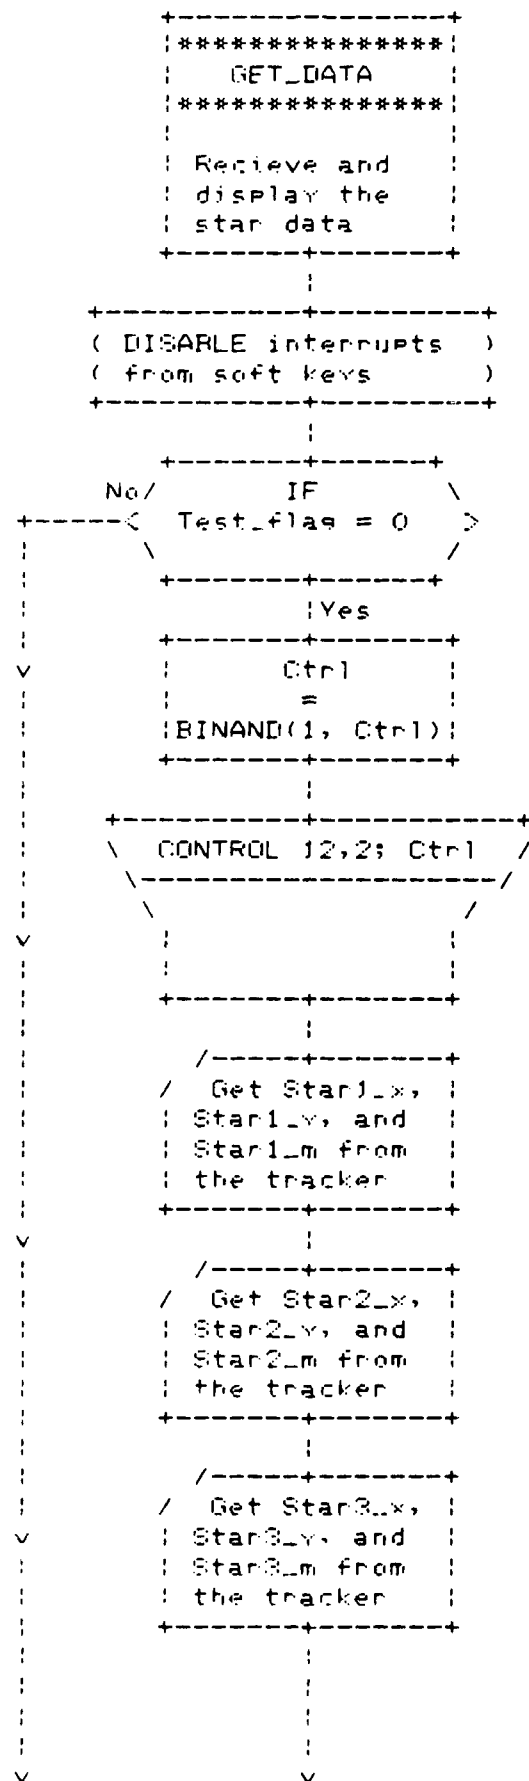 ***************
GET_DATA
***************
Recieve and
display the
star data
( DISABLE interrupts )
( from soft keys )
No
IF
Test_flag = 0
Yes
Ctrl
=
BINAND(1, Ctrl)
CONTROL 12,2; Ctrl
Get Star1_x,
Star1_y, and
Star1_m from
the tracker
Get Star2_x,
Star2_y, and
Star2_m from
the tracker
Get Star3_x,
Star3_y, and
Star3_m from
the tracker